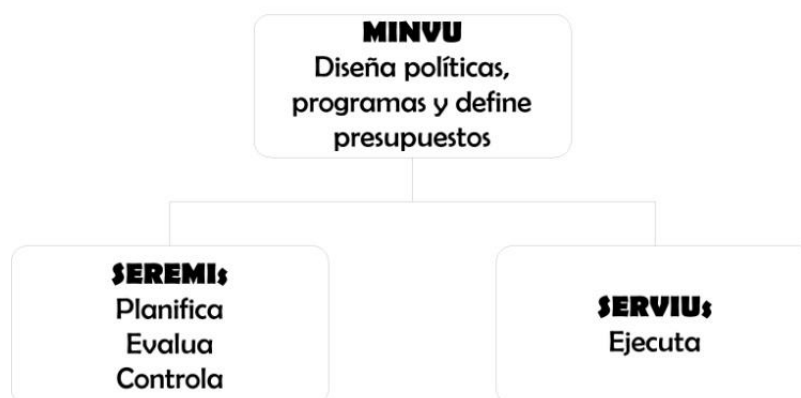 MINVU
Diseña políticas,
programas y define
presupuestos
SEREMIs
Planifica
Evalua
Controla
SERVIUs
Ejecuta